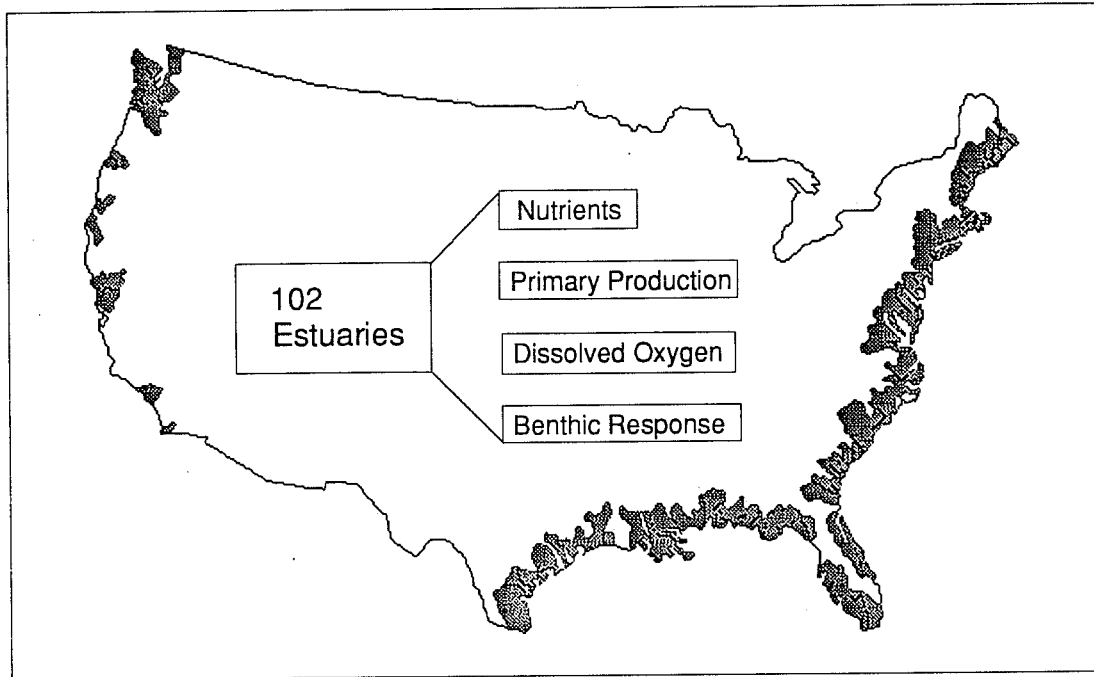 102
Estuaries
Nutrients
Primary Production
Dissolved Oxygen
Benthic Response